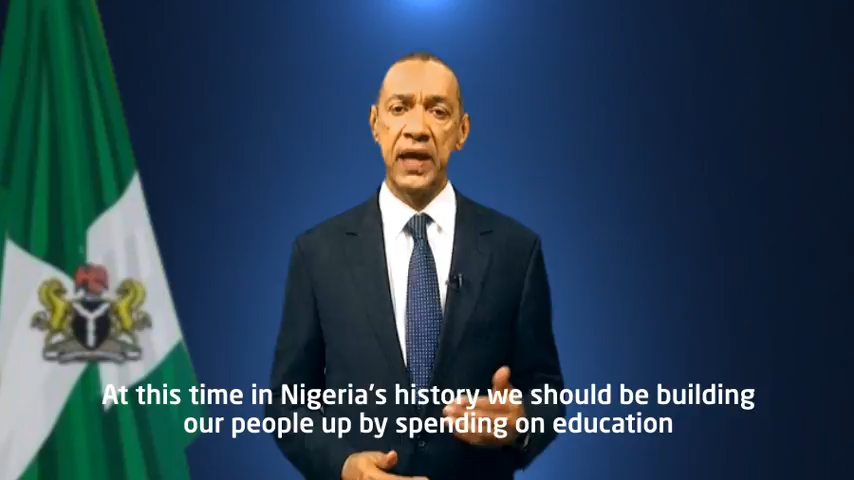 At this time in Nigeria's history we should be building
our people up by spending on education